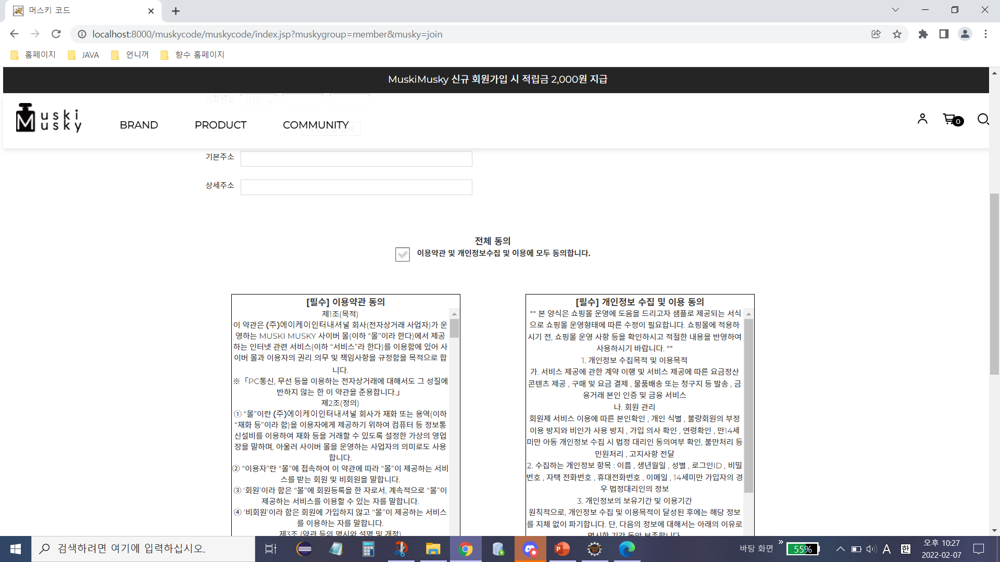 머스키 코드
localhost:8000/muskycode/muskycode/index.jsp?muskygroup=member&musky=join
홈페이지
JAVA
언니꺼
향수 홈페이지
MuskiMusky 신규 회원가입 시 적립금 2,000원 지급
전화번호 010
Muski
Musky
BRAND
PRODUCT
COMMUNITY
0
기본주소
상세주소
전체 동의
이용약관 및 개인정보수집 및 이용에 모두 동의합니다.
[필수] 이용약관 동의
제1조(목적)
이 약관은 (주)에이케이인터내셔널 회사(전자상거래 사업자)가 운
영하는 MUSKI MUSKY 사이버 몰(이하 “몰”이라 한다)에서 제공
하는 인터넷 관련 서비스(이하 “서비스”라 한다)를 이용함에 있어 사
이버 몰과 이용자의 권리.의무 및 책임사항을 규정함을 목적으로 합
니다.
※「PC통신, 무선 등을 이용하는 전자상거래에 대해서도 그 성질에
반하지 않는 한 이 약관을 준용합니다.」
제2조(정의)
① “몰”이란 (주)에이케이인터내셔널 회사가 재화 또는 용역(이하
“재화 등”이라 함)을 이용자에게 제공하기 위하여 컴퓨터 등 정보통
신설비를 이용하여 재화 등을 거래할 수 있도록 설정한 가상의 영업
장을 말하며, 아울러 사이버 몰을 운영하는 사업자의 의미로도 사용
합니다.
② “이용자”란 “몰”에 접속하여 이 약관에 따라 “몰”이 제공하는 서비
스를 받는 회원 및 비회원을 말합니다.
③ ‘회원’이라 함은 “몰”에 회원등록을 한 자로서, 계속적으로 “몰”이
제공하는 서비스를 이용할 수 있는 자를 말합니다.
④ ‘비회원’이라 함은 회원에 가입하지 않고 “몰”이 제공하는 서비스
를 이용하는 자를 말합니다.
제3조 (약관 등의 명시와 설명 및 개정)
[필수] 개인정보 수집 및 이용 동의
** 본 양식은 쇼핑몰 운영에 도움을 드리고자 샘플로 제공되는 서식
으로 쇼핑몰 운영형태에 따른 수정이 필요합니다. 쇼핑몰에 적용하
시기 전, 쇼핑몰 운영 사항 등을 확인하시고 적절한 내용을 반영하여
사용하시기 바랍니다. **
1. 개인정보 수집목적 및 이용목적
가. 서비스 제공에 관한 계약 이행 및 서비스 제공에 따른 요금정산
콘텐츠 제공 , 구매 및 요금 결제 , 물품배송 또는 청구지 등 발송 , 금
융거래 본인 인증 및 금융 서비스
나. 회원 관리
회원제 서비스 이용에 따른 본인확인 , 개인 식별 , 불량회원의 부정
이용 방지와 비인가 사용 방지 , 가입 의사 확인 , 연령확인 , 만14세
미만 아동 개인정보 수집 시 법정 대리인 동의여부 확인, 불만처리 등
민원처리 , 고지사항 전달
2. 수집하는 개인정보 항목 : 이름 , 생년월일 , 성별 , 로그인ID , 비밀
번호 , 자택 전화번호 , 휴대전화번호 , 이메일 , 14세미만 가입자의 경
우 법정대리인의 정보
3. 개인정보의 보유기간 및 이용기간
원칙적으로, 개인정보 수집 및 이용목적이 달성된 후에는 해당 정보
를 지체 없이 파기합니다. 단, 다음의 정보에 대해서는 아래의 이유로
명시한 기간 동안 보존합니다.
검색하려면 여기에 입력하십시오.
바탕 화면
55%
A
한
오후 10:27
2022-02-07